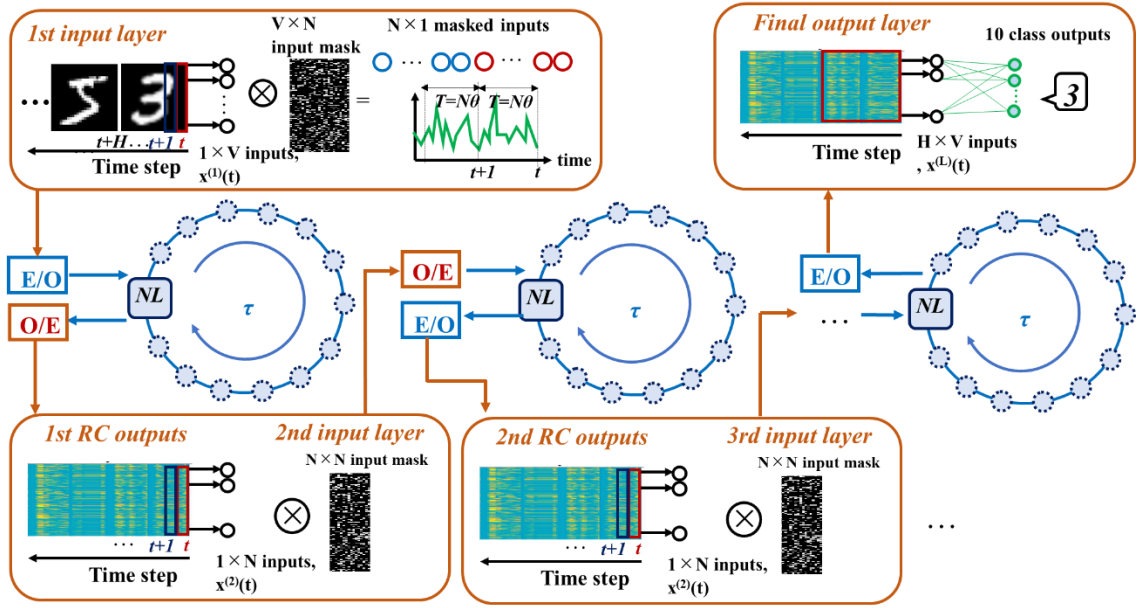 1st input layer
V×N
input mask
N×1 masked inputs
...
...
...
T=Nθ
T=Nθ
=
time
t+1
t
t+H...t+1
t
...
Time step
1×V inputs,
x⁽¹⁾(t)
Final output layer
10 class outputs
3
Time step
H×V inputs
, x⁽ᴸ⁾(t)
E/O
O/E
NL
τ
O/E
E/O
NL
τ
E/O
...
NL
τ
1st RC outputs
2nd input layer
N×N input mask
...
t+1
t
Time step
1×N inputs,
x⁽²⁾(t)
2nd RC outputs
3rd input layer
N×N input mask
...
t+1
t
Time step
1×N inputs,
x⁽²⁾(t)
...